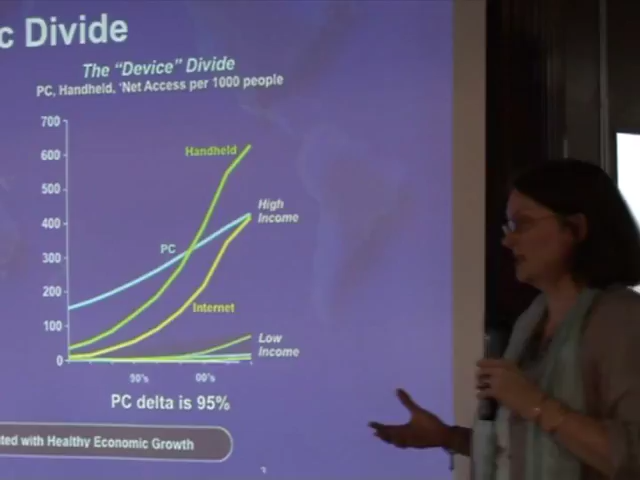 c Divide
The "Device" Divide
PC, Handheld, 'Net Access per 1000 people
700
600
Handheld
500
400
High
Income
PC
300
200
Internet
100
Low
Income
0
90's
00's
PC delta is 95%
ted with Healthy Economic Growth